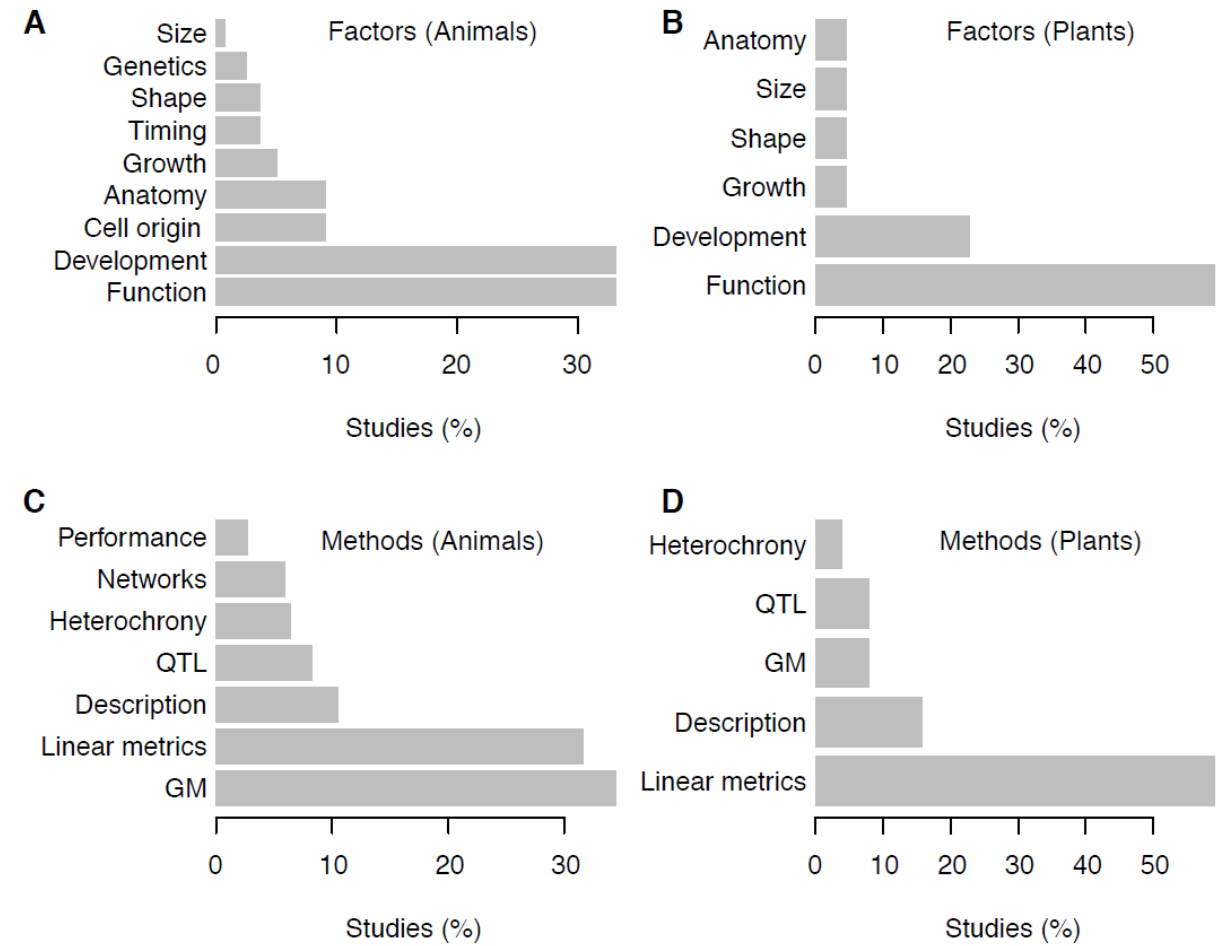 A
Factors (Animals)
Size
Genetics
Shape
Timing
Growth
Anatomy
Cell origin
Development
Function
0 10 20 30
Studies (%)
B
Factors (Plants)
Anatomy
Size
Shape
Growth
Development
Function
0 10 20 30 40 50
Studies (%)
C
Methods (Animals)
Performance
Networks
Heterochrony
QTL
Description
Linear metrics
GM
0 10 20 30
Studies (%)
D
Methods (Plants)
Heterochrony
QTL
GM
Description
Linear metrics
0 10 20 30 40 50
Studies (%)